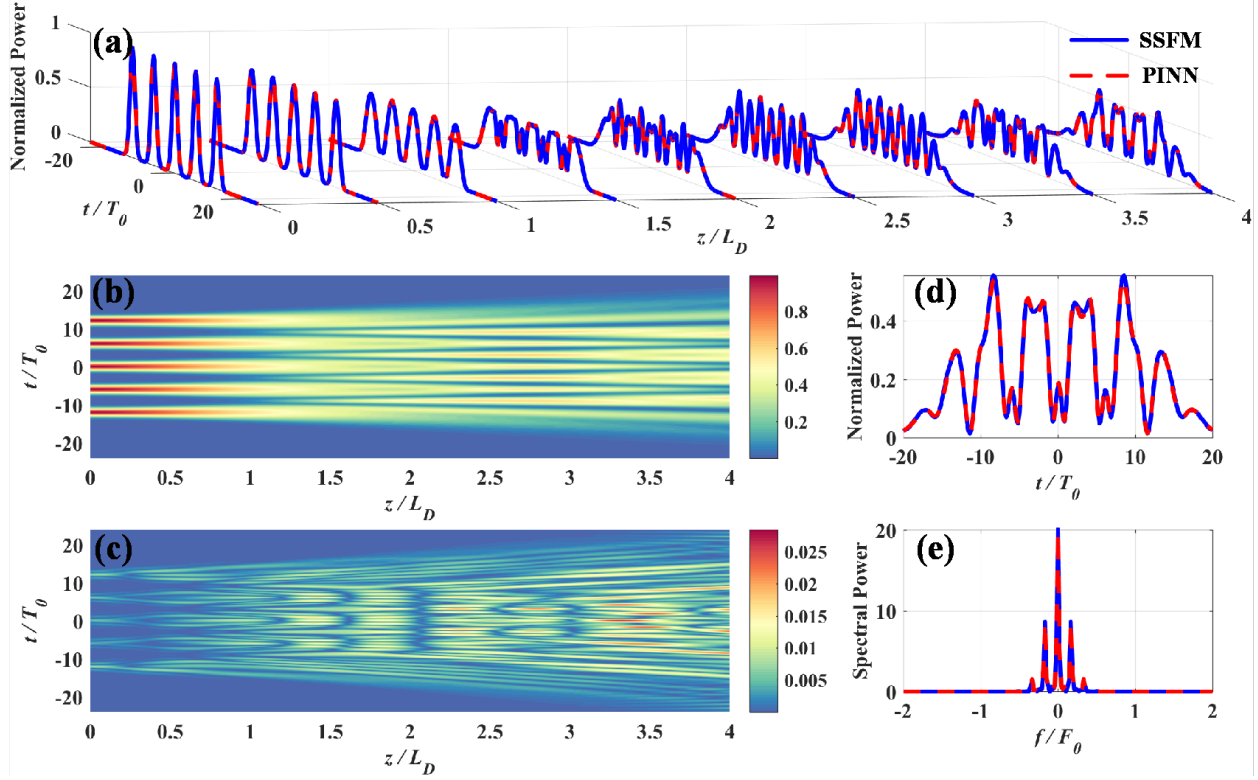 (a)
Normalized Power
1
0.5
0
-20
0
20
t / T0
0
0.5
1
1.5
2
2.5
3
3.5
4
z / LD
SSFM
PINN
(b)
t / T0
20
10
0
-10
-20
0 0.5 1 1.5 2 2.5 3 3.5 4
z / LD
0.8
0.6
0.4
0.2
(d)
Normalized Power
0.4
0.2
0
-20 -10 0 10 20
t / T0
(c)
t / T0
20
10
0
-10
-20
0 0.5 1 1.5 2 2.5 3 3.5 4
z / LD
0.025
0.02
0.015
0.01
0.005
(e)
Spectral Power
20
10
0
-2 -1 0 1 2
f / F0